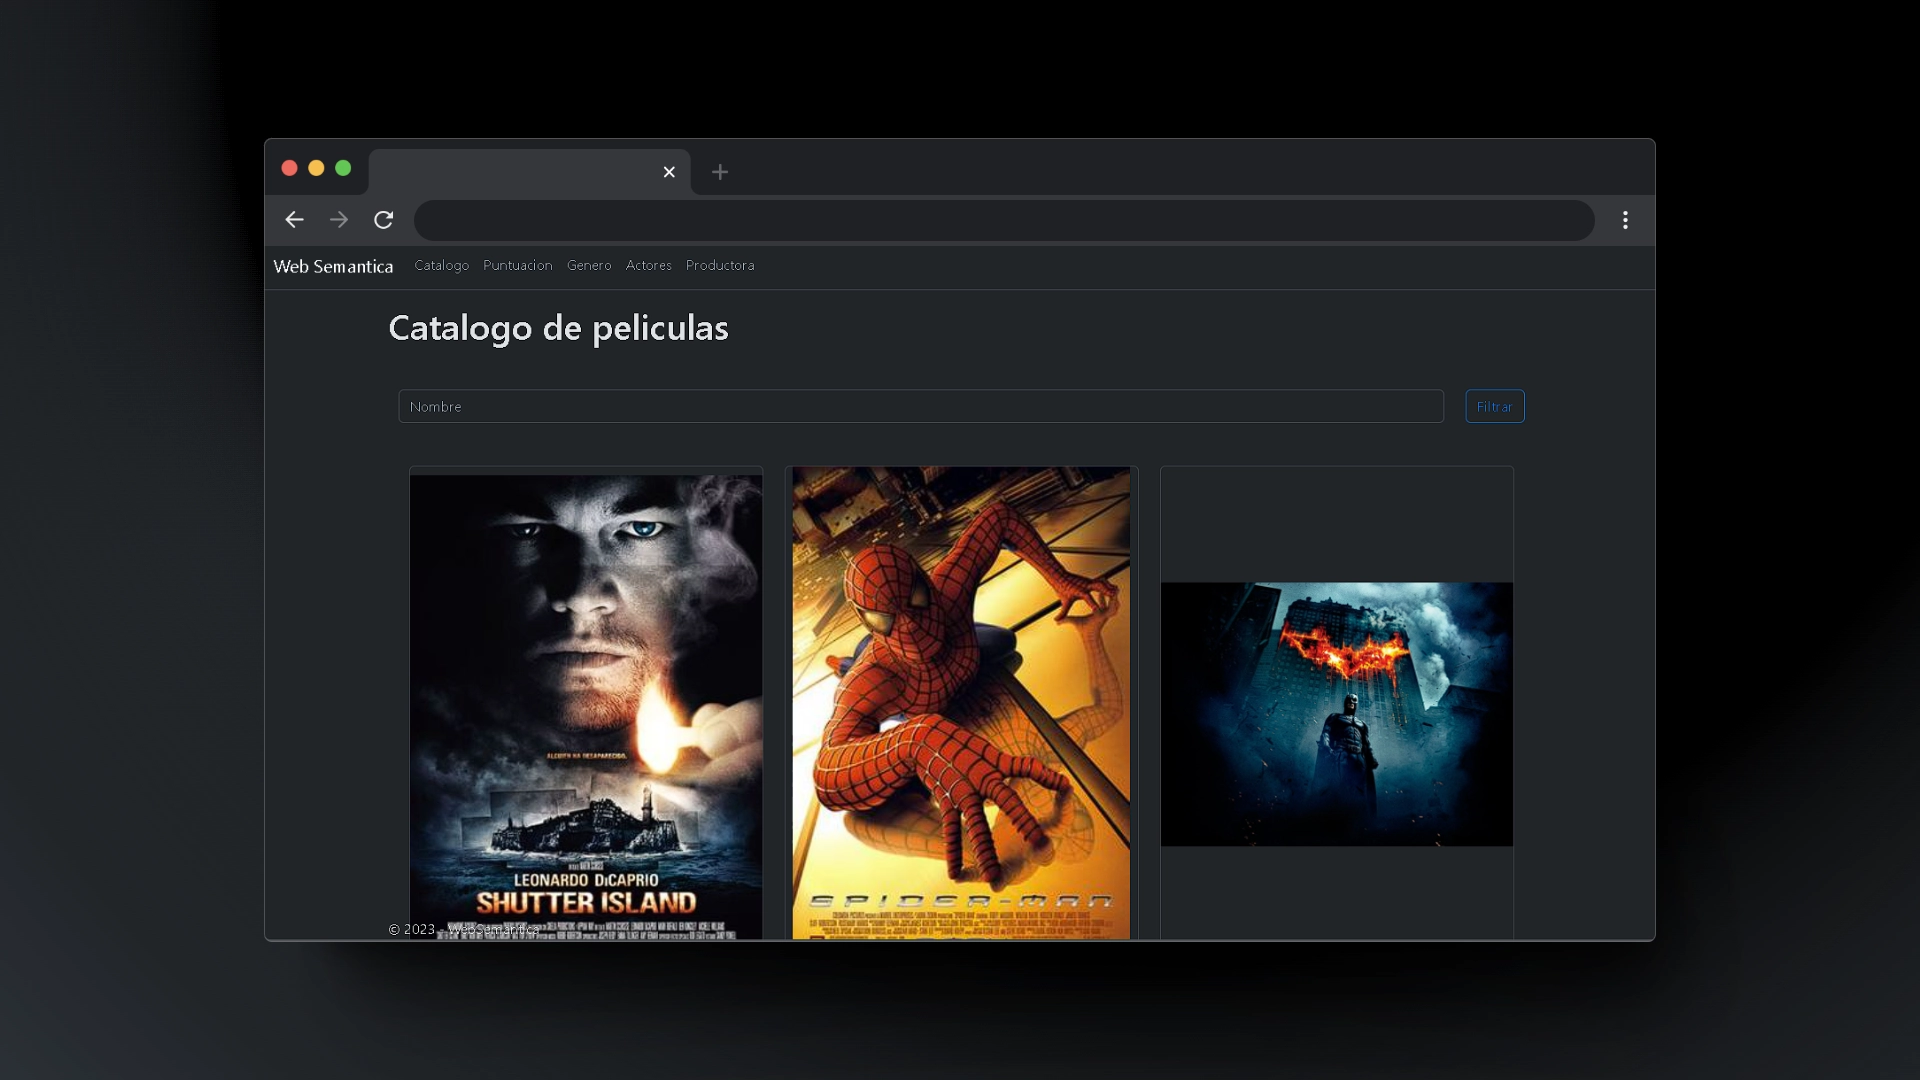 Web Semantica Catalogo Puntuacion Genero Actores Productora
Catalogo de peliculas
Nombre
Filtrar
ALGUIEN HA DESAPARECIDO.
LEONARDO DiCAPRIO
SHUTTER ISLAND
SPIDER-MAN
© 2023 - WebSemantica